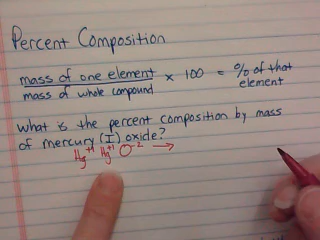 Percent Composition
mass of one element / mass of whole compound × 100 = % of that element
What is the percent composition by mass
of mercury (I) oxide?
Hg⁺¹ Hg⁺¹ O⁻² →